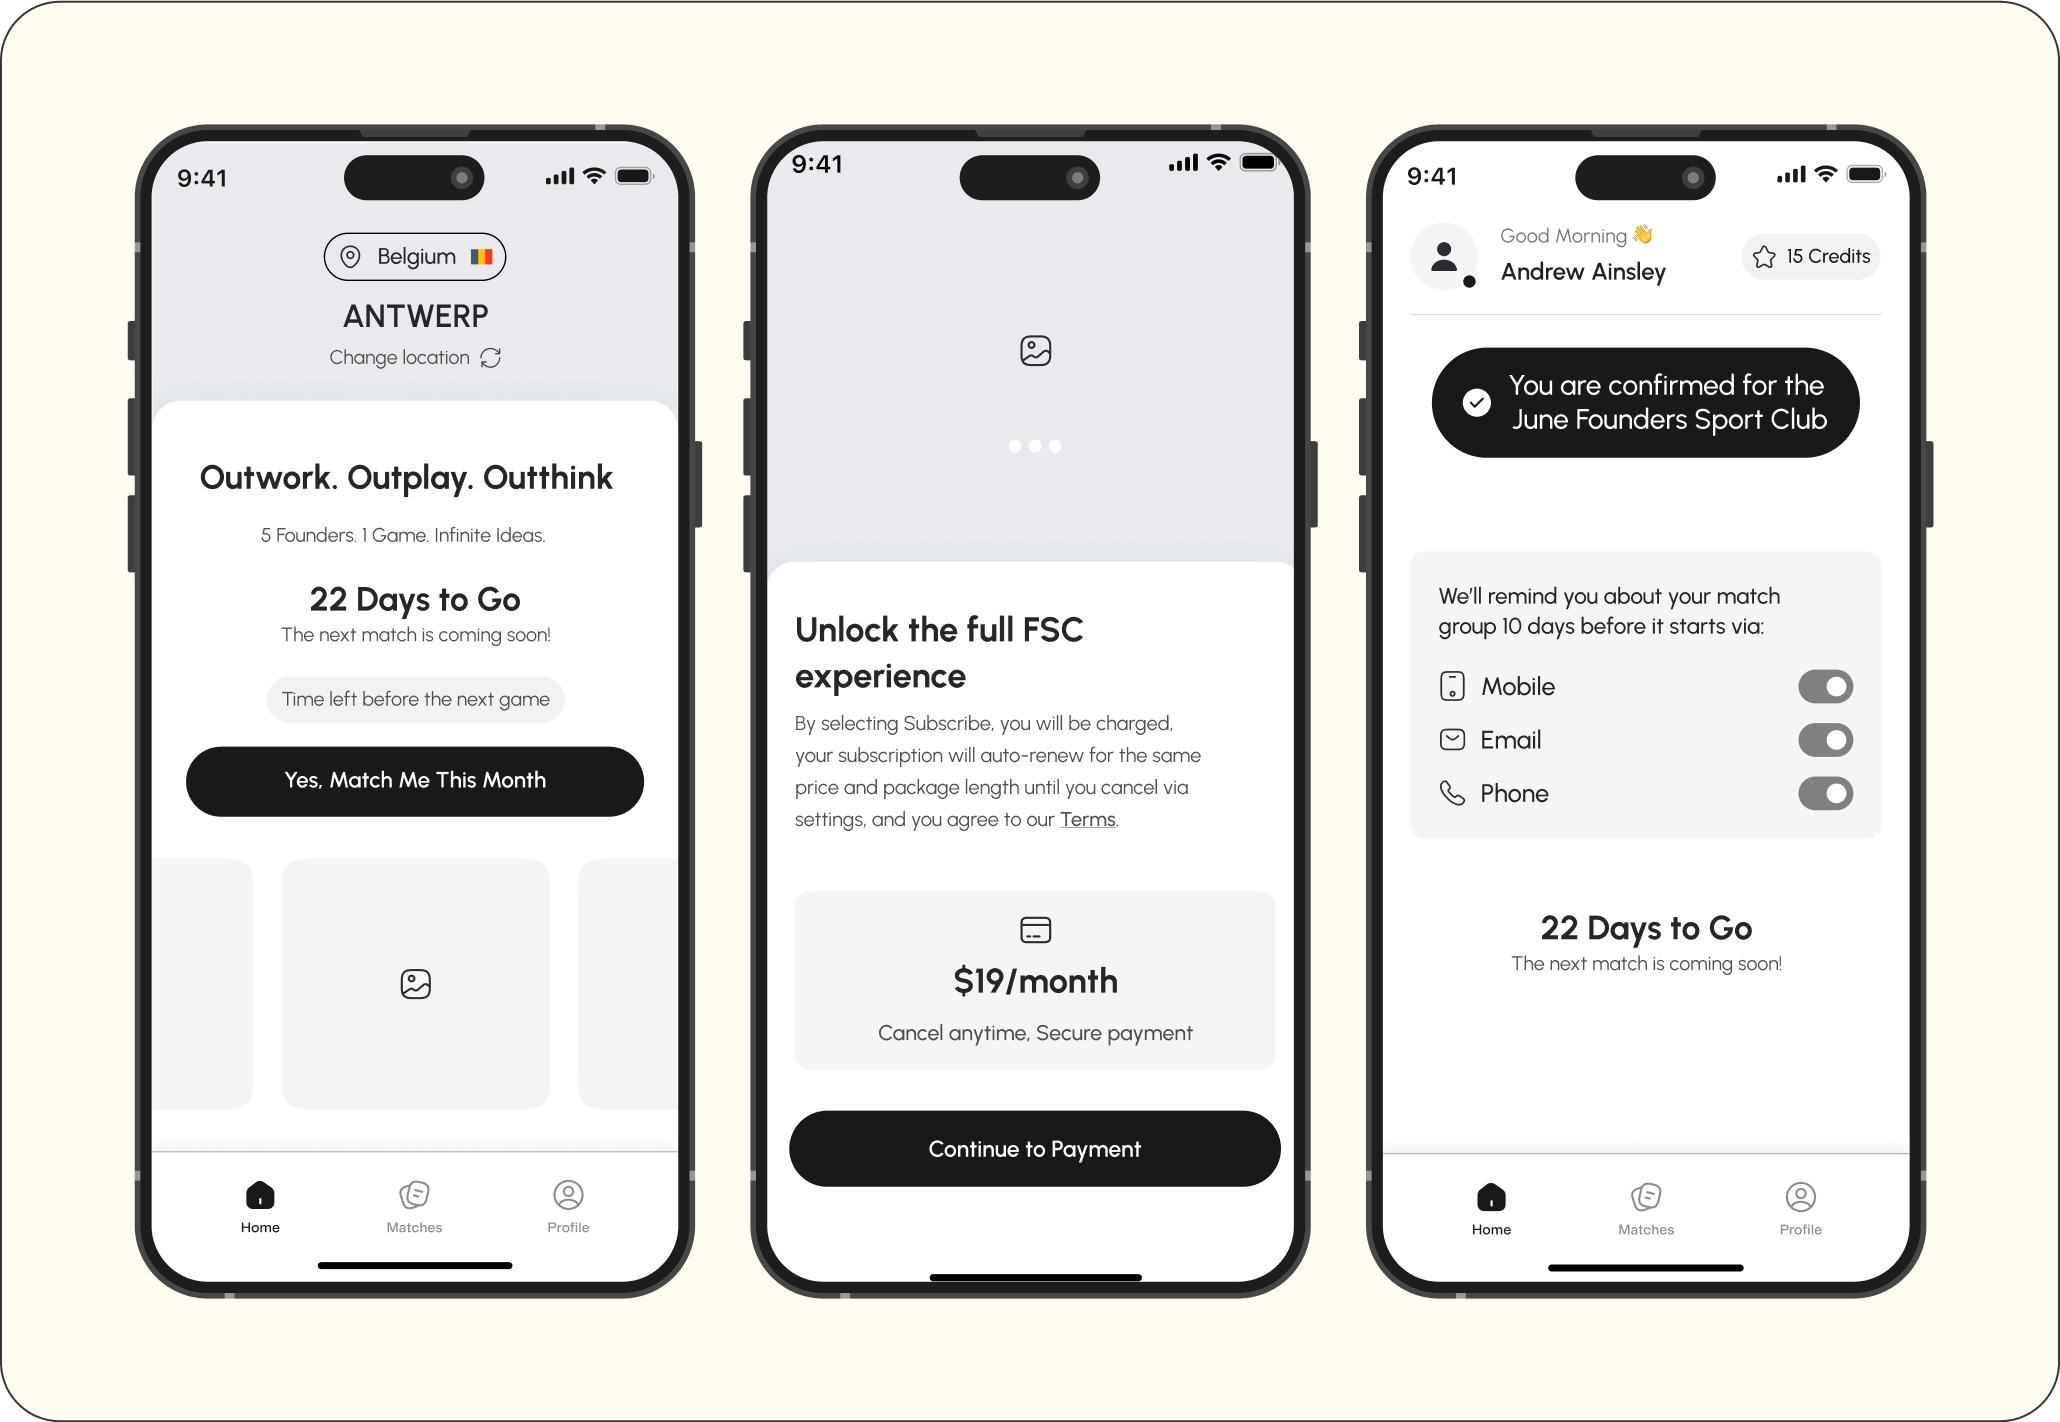 9:41
Belgium
ANTWERP
Change location
Outwork. Outplay. Outthink
5 Founders. 1 Game. Infinite Ideas.
22 Days to Go
The next match is coming soon!
Time left before the next game
Yes, Match Me This Month
Home
Matches
Profile
9:41
Unlock the full FSC
experience
By selecting Subscribe, you will be charged,
your subscription will auto-renew for the same
price and package length until you cancel via
settings, and you agree to our Terms.
$19/month
Cancel anytime, Secure payment
Continue to Payment
9:41
Good Morning 👋
Andrew Ainsley
15 Credits
You are confirmed for the
June Founders Sport Club
We'll remind you about your match
group 10 days before it starts via:
Mobile
Email
Phone
22 Days to Go
The next match is coming soon!
Home
Matches
Profile